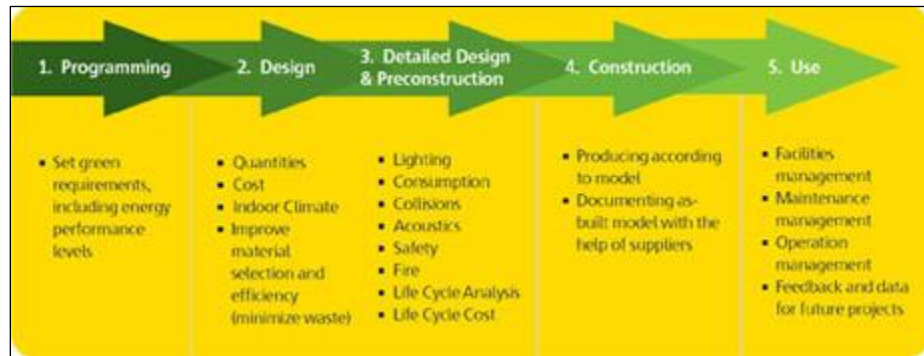 1. Programming
2. Design
3. Detailed Design
& Preconstruction
4. Construction
5. Use
▪ Set green
requirements,
including energy
performance
levels
▪ Quantities
▪ Cost
▪ Indoor Climate
▪ Improve
material
selection and
efficiency
(minimize waste)
▪ Lighting
▪ Consumption
▪ Collisions
▪ Acoustics
▪ Safety
▪ Fire
▪ Life Cycle Analysis
▪ Life Cycle Cost
▪ Producing according
to model
▪ Documenting as-
built model with the
help of suppliers
▪ Facilities
management
▪ Maintenance
management
▪ Operation
management
▪ Feedback and data
for future projects